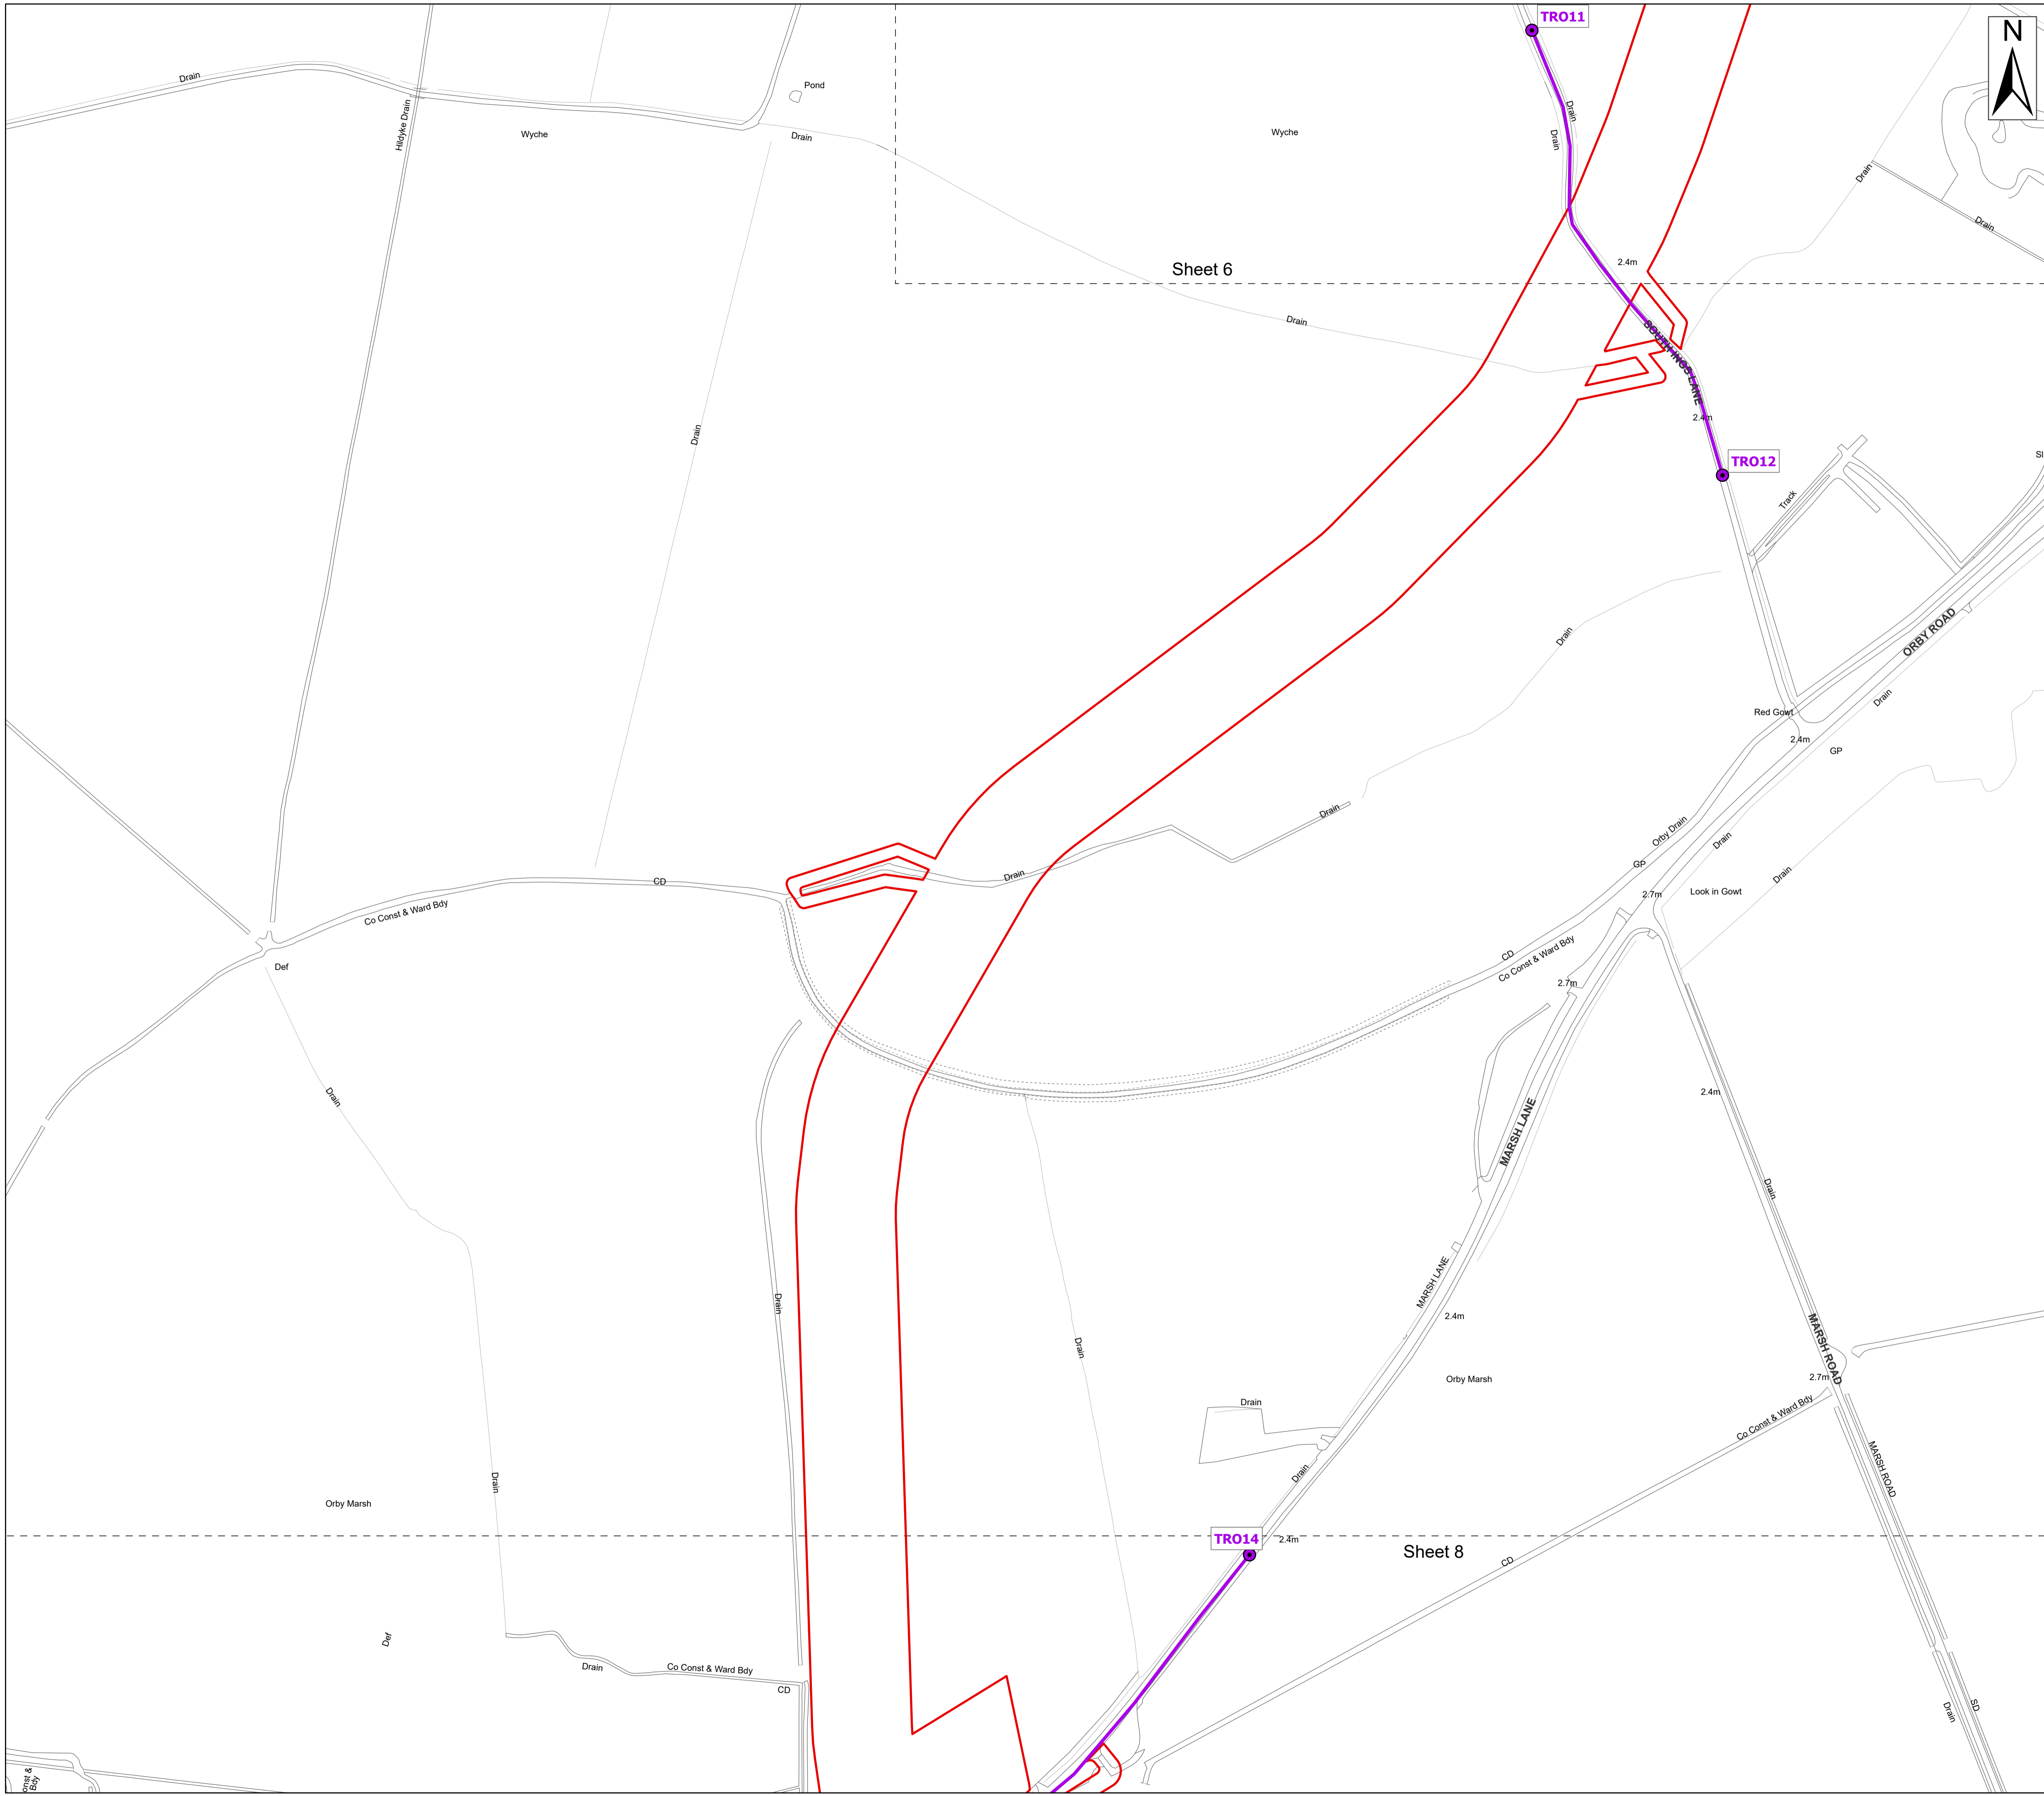 TRO11
N
Drain
Pond
Hildyke Drain
Wyche
Drain
Wyche
Drain
Drain
Drain
Drain
Sheet 6
2.4m
Drain
SOUTH INGS LANE
2.4m
Drain
TRO12
Track
ORBY ROAD
Drain
Drain
Red Gowt
2.4m
GP
Drain
Orby Drain
Drain
GP
Drain
Drain
2.7m
Look in Gowt
CD
Co Const & Ward Bdy
CD
Co Const & Ward Bdy
Def
2.7m
Drain
2.4m
MARSH LANE
Drain
Drain
MARSH LANE
2.4m
Drain
MARSH ROAD
2.7m
Orby Marsh
Drain
Co Const & Ward Bdy
Drain
Drain
MARSH ROAD
Orby Marsh
TRO14
2.4m
Sheet 8
CD
Def
Drain
Co Const & Ward Bdy
CD
Drain
SD
Bdy